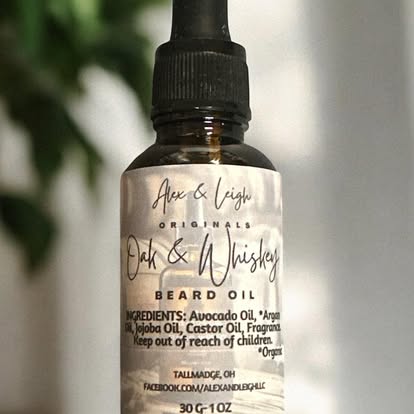 Alex & Leigh
ORIGINALS
Oak & Whiskey
BEARD OIL
INGREDIENTS: Avocado Oil, *Argan
Oil, Jojoba Oil, Castor Oil, Fragrance.
Keep out of reach of children.
*Organic
TALLMADGE, OH
FACEBOOK.COM/ALEXANDLEIGHLLC
30 G-1 OZ